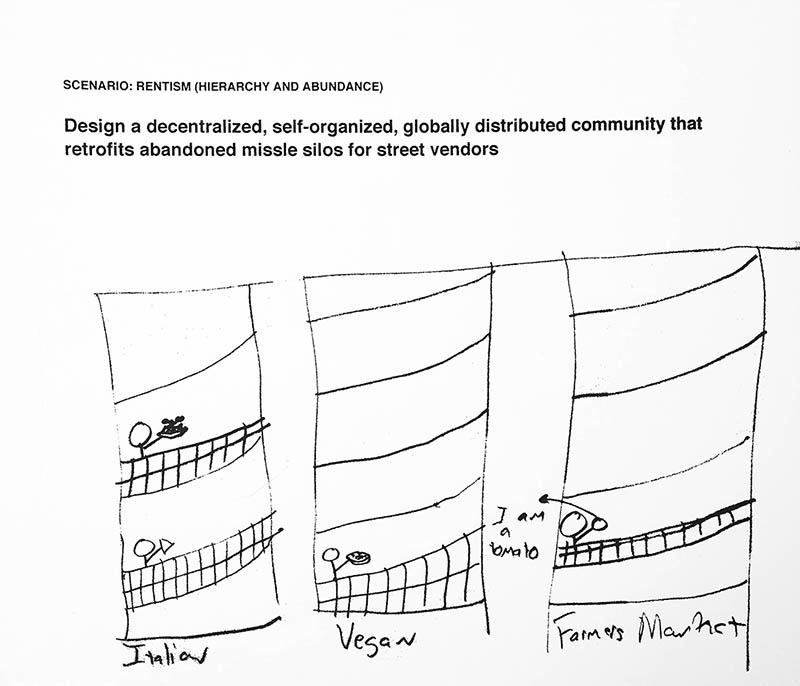 SCENARIO: RENTISM (HIERARCHY AND ABUNDANCE)
Design a decentralized, self-organized, globally distributed community that
retrofits abandoned missle silos for street vendors
I am
a
tomato
Italian
Vegan
Farmers Market